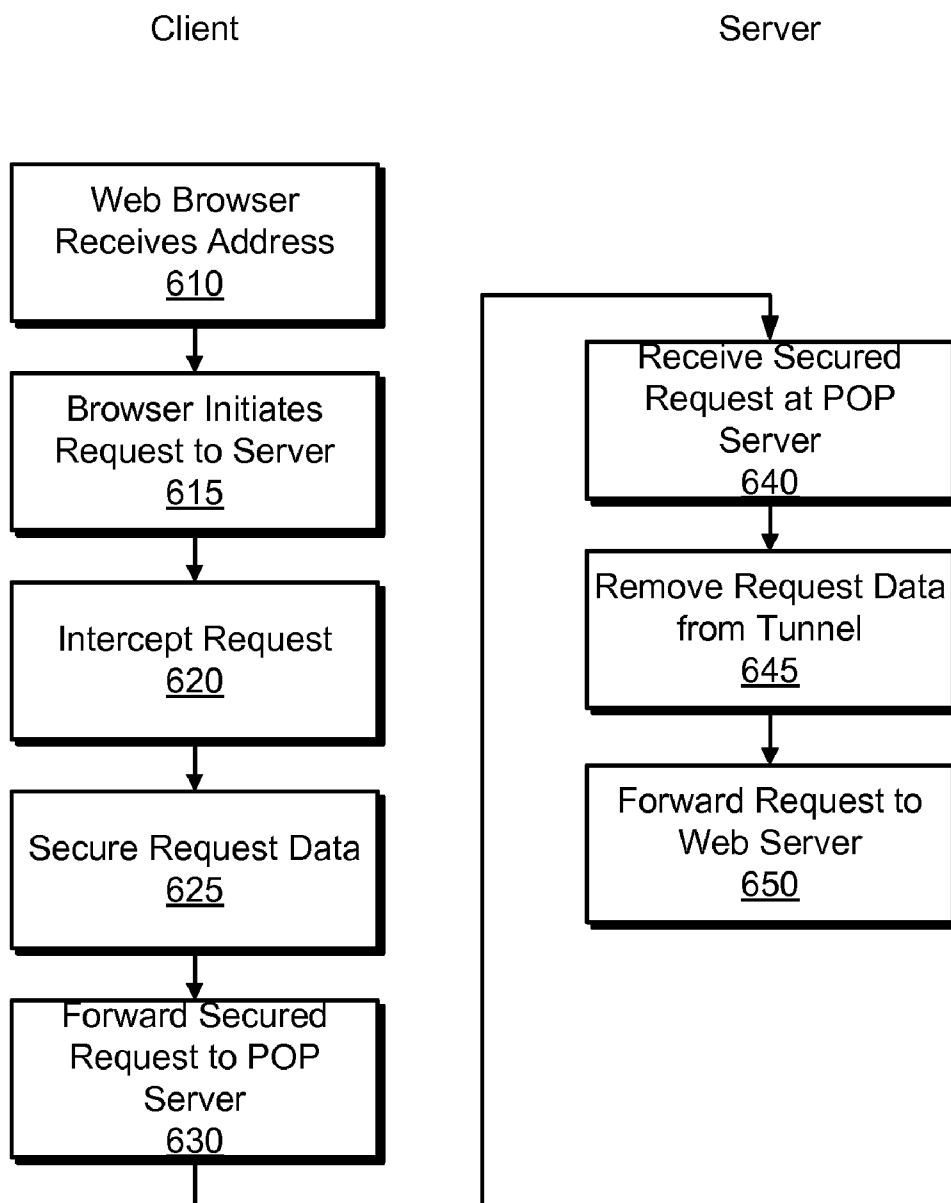 Client
Server
Web Browser
Receives Address
610
Browser Initiates
Request to Server
615
Intercept Request
620
Secure Request Data
625
Forward Secured
Request to POP
Server
630
Receive Secured
Request at POP
Server
640
Remove Request Data
from Tunnel
645
Forward Request to
Web Server
650